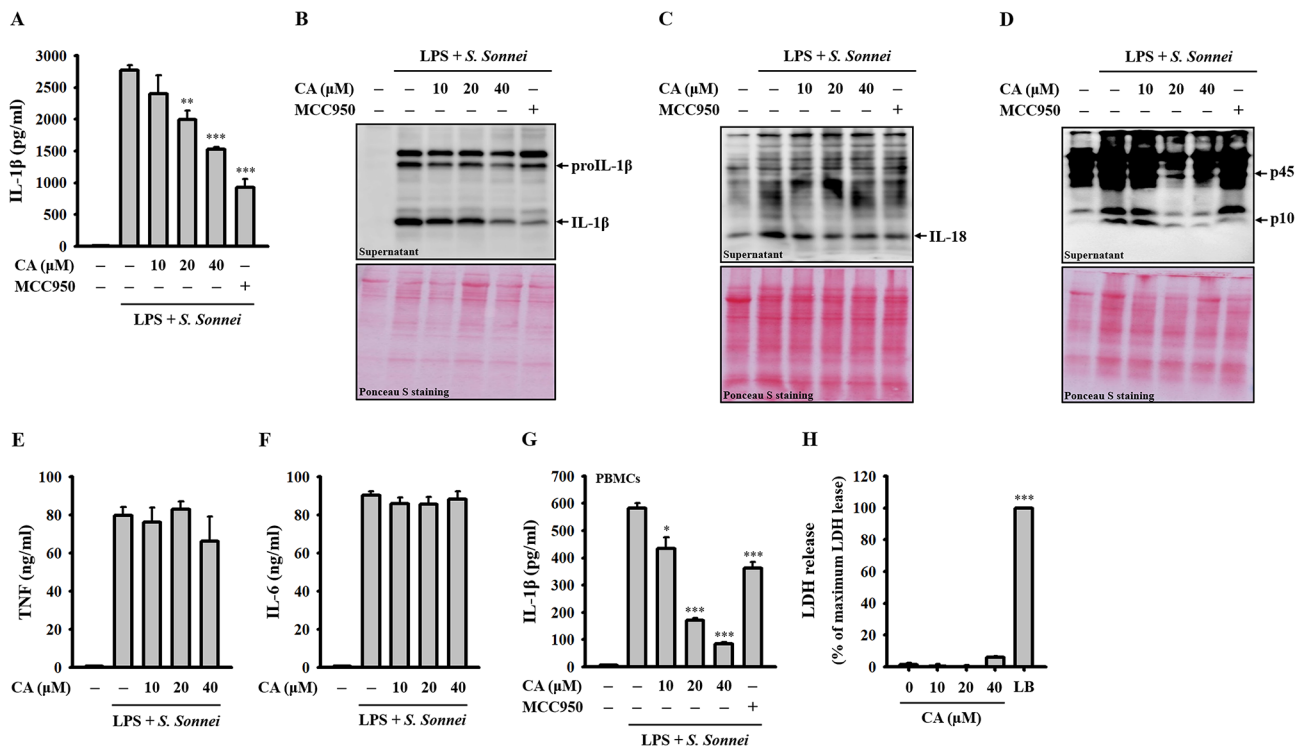 A
IL-1β (pg/ml)
3000
2500
2000
1500
1000
500
0
** *** ***
CA (μM) – – 10 20 40 –
MCC950 – – – – – +
LPS + S. Sonnei
B
LPS + S. Sonnei
CA (μM) – – 10 20 40 –
MCC950 – – – – – +
proIL-1β
IL-1β
Supernatant
Ponceau S staining
C
LPS + S. Sonnei
CA (μM) – – 10 20 40 –
MCC950 – – – – – +
IL-18
Supernatant
Ponceau S staining
D
LPS + S. Sonnei
CA (μM) – – 10 20 40 –
MCC950 – – – – – +
p45
p10
Supernatant
Ponceau S staining
E
TNF (ng/ml)
100
80
60
40
20
0
CA (μM) – – 10 20 40
LPS + S. Sonnei
F
IL-6 (ng/ml)
100
80
60
40
20
0
CA (μM) – – 10 20 40
LPS + S. Sonnei
G
PBMCs
IL-1β (pg/ml)
700
600
500
400
300
200
100
0
* *** *** ***
CA (μM) – – 10 20 40 –
MCC950 – – – – – +
LPS + S. Sonnei
H
LDH release
(% of maximum LDH lease)
120
100
80
60
40
20
0
***
0 10 20 40 LB
CA (μM)